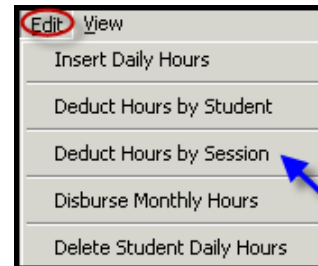 Edit View
Insert Daily Hours
Deduct Hours by Student
Deduct Hours by Session
Disburse Monthly Hours
Delete Student Daily Hours